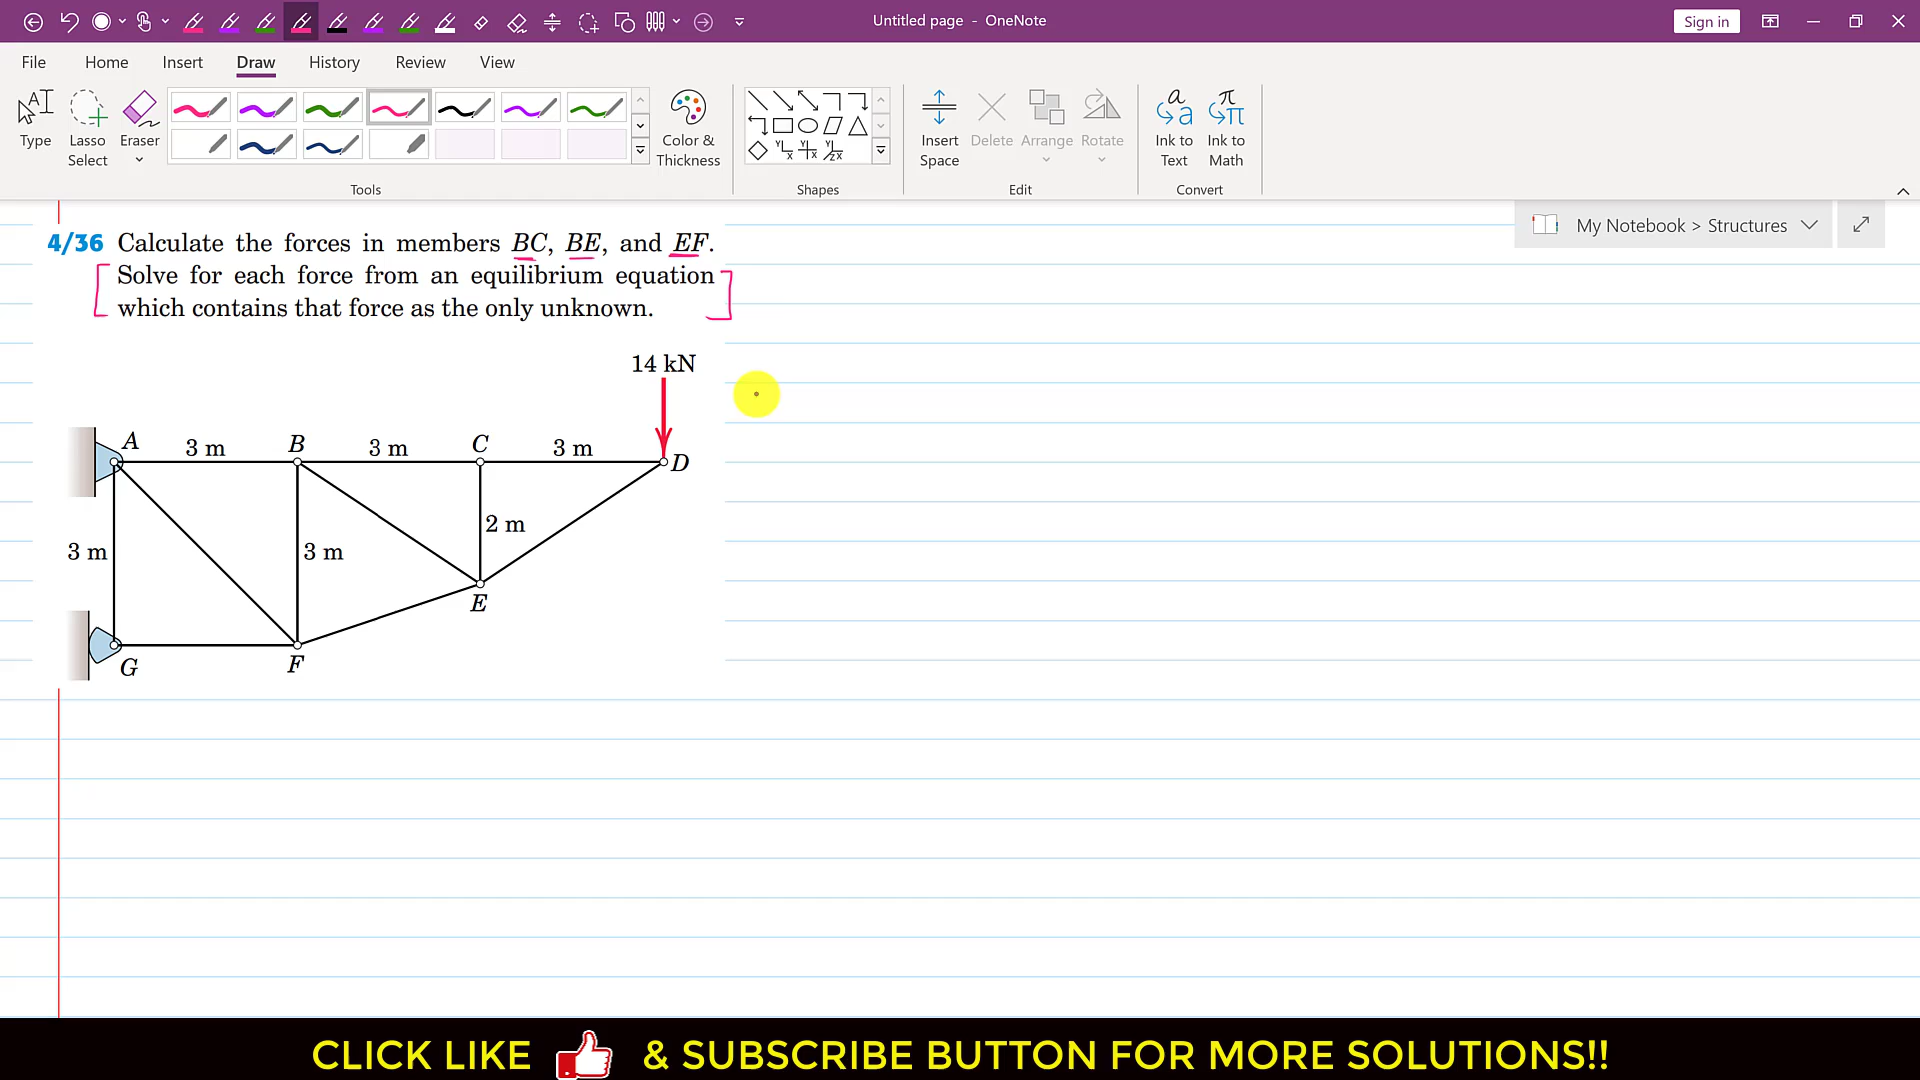 Untitled page - OneNote
Sign in
File Home Insert Draw History Review View
Type
Lasso Select
Eraser
Color & Thickness
Insert Space
Delete
Arrange
Rotate
Ink to Text
Ink to Math
Tools
Shapes
Edit
Convert
My Notebook > Structures
4/36 Calculate the forces in members BC, BE, and EF.
Solve for each force from an equilibrium equation
which contains that force as the only unknown.
14 kN
A 3 m B 3 m C 3 m D
2 m
3 m 3 m
E
G F
CLICK LIKE & SUBSCRIBE BUTTON FOR MORE SOLUTIONS!!